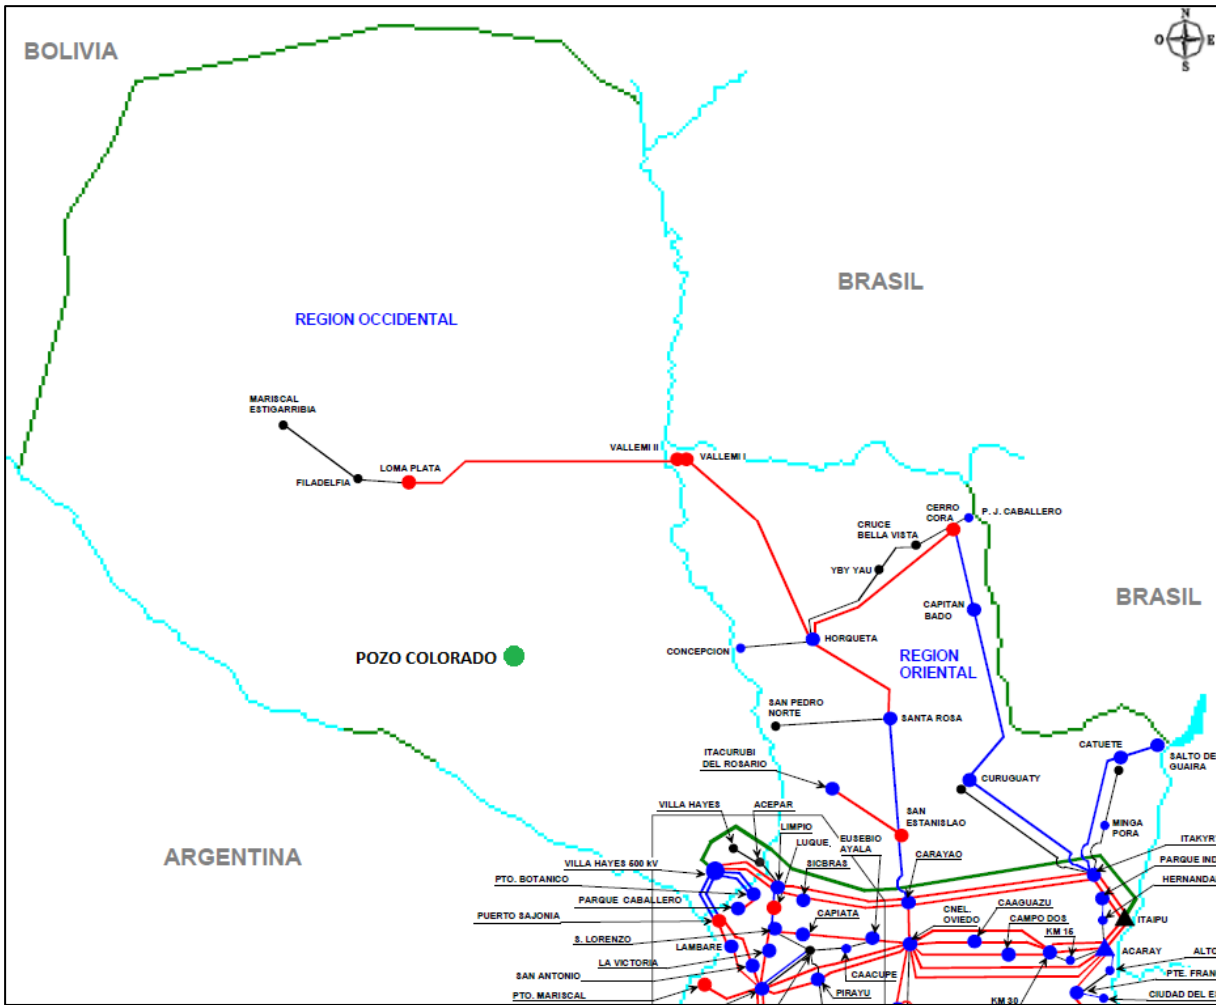 N
O
E
S
BOLIVIA
BRASIL
REGION OCCIDENTAL
MARISCAL
ESTIGARRIBIA
VALLEMI II
VALLEMI I
LOMA PLATA
FILADELFIA
CERRO
CORA
P. J. CABALLERO
CRUCE
BELLA VISTA
YBY YAU
BRASIL
CAPITAN
BADO
HORQUETA
CONCEPCION
REGION
ORIENTAL
POZO COLORADO
SAN PEDRO
NORTE
SANTA ROSA
ITACURUBI
DEL ROSARIO
CATUETE
SALTO DE
GUAIRA
CURUGUATY
VILLA HAYES
ACEPAR
LIMPIO
EUSEBIO
AYALA
SAN
ESTANISLAO
MINGA
PORA
LUQUE
ITAKYRY
ARGENTINA
VILLA HAYES 500 kV
SICBRAS
CARAYAO
PARQUE IND
PTO. BOTANICO
HERNANDA
PARQUE CABALLERO
CAPIATA
CNEL.
OVIEDO
CAAGUAZU
PUERTO SAJONIA
CAMPO DOS
ITAIPU
KM 15
S. LORENZO
LAMBARE
ACARAY
ALTO
LA VICTORIA
CAACUPE
SAN ANTONIO
PTE. FRAN
PTO. MARISCAL
PIRAYU
KM 30
CIUDAD DEL E